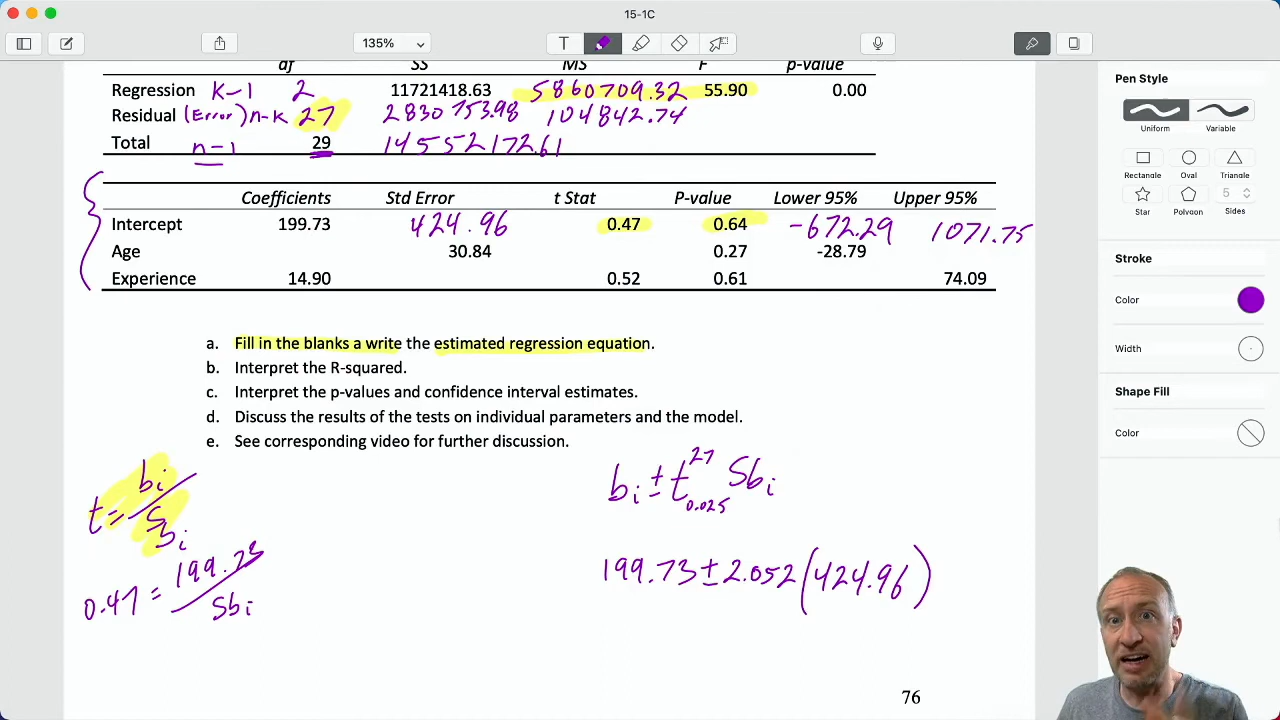 15-1C
135%
T
df SS MS F p-value
Regression k-1 2 11721418.63 5860709.32 55.90 0.00
Residual (Error) n-k 27 2830753.98 104842.74
Total n-1 29 14552172.61
Coefficients Std Error t Stat P-value Lower 95% Upper 95%
Intercept 199.73 424.96 0.47 0.64 -672.29 1071.75
Age 30.84 0.27 -28.79
Experience 14.90 0.52 0.61 74.09
a. Fill in the blanks a write the estimated regression equation.
b. Interpret the R-squared.
c. Interpret the p-values and confidence interval estimates.
d. Discuss the results of the tests on individual parameters and the model.
e. See corresponding video for further discussion.
t = bi / Sbi
0.47 = 199.73 / Sbi
bi ± t 27 0.025 Sbi
199.73 ± 2.052 (424.96)
76
Pen Style
Uniform Variable
Rectangle Oval Triangle
Star Polygon 5 Sides
Stroke
Color
Width
Shape Fill
Color